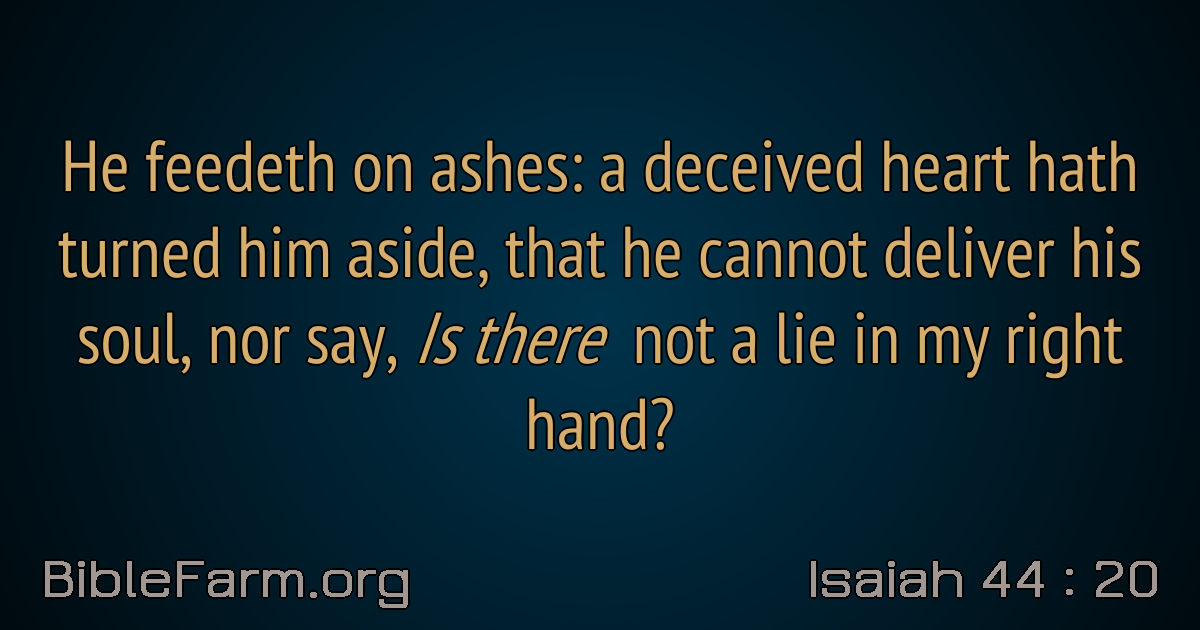 He feedeth on ashes: a deceived heart hath
turned him aside, that he cannot deliver his
soul, nor say, Is there not a lie in my right
hand?
BibleFarm.org
Isaiah 44 : 20